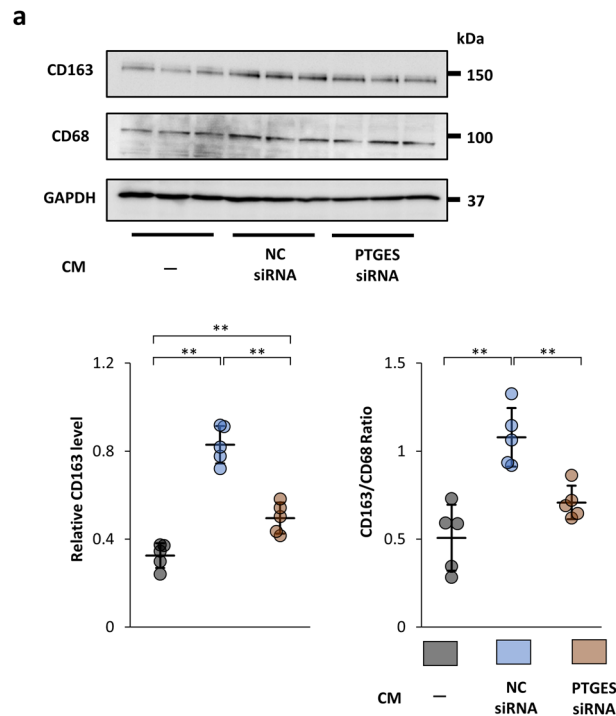 a
kDa
CD163
150
CD68
100
GAPDH
37
CM
–
NC
siRNA
PTGES
siRNA
**
**
**
1.2
0.8
0.4
0
Relative CD163 level
**
**
1.5
1
0.5
0
CD163/CD68 Ratio
CM
–
NC
siRNA
PTGES
siRNA